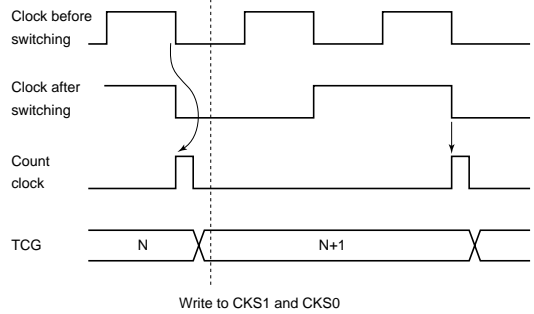 Clock before
switching
Clock after
switching
Count
clock
TCG
N
N+1
Write to CKS1 and CKS0